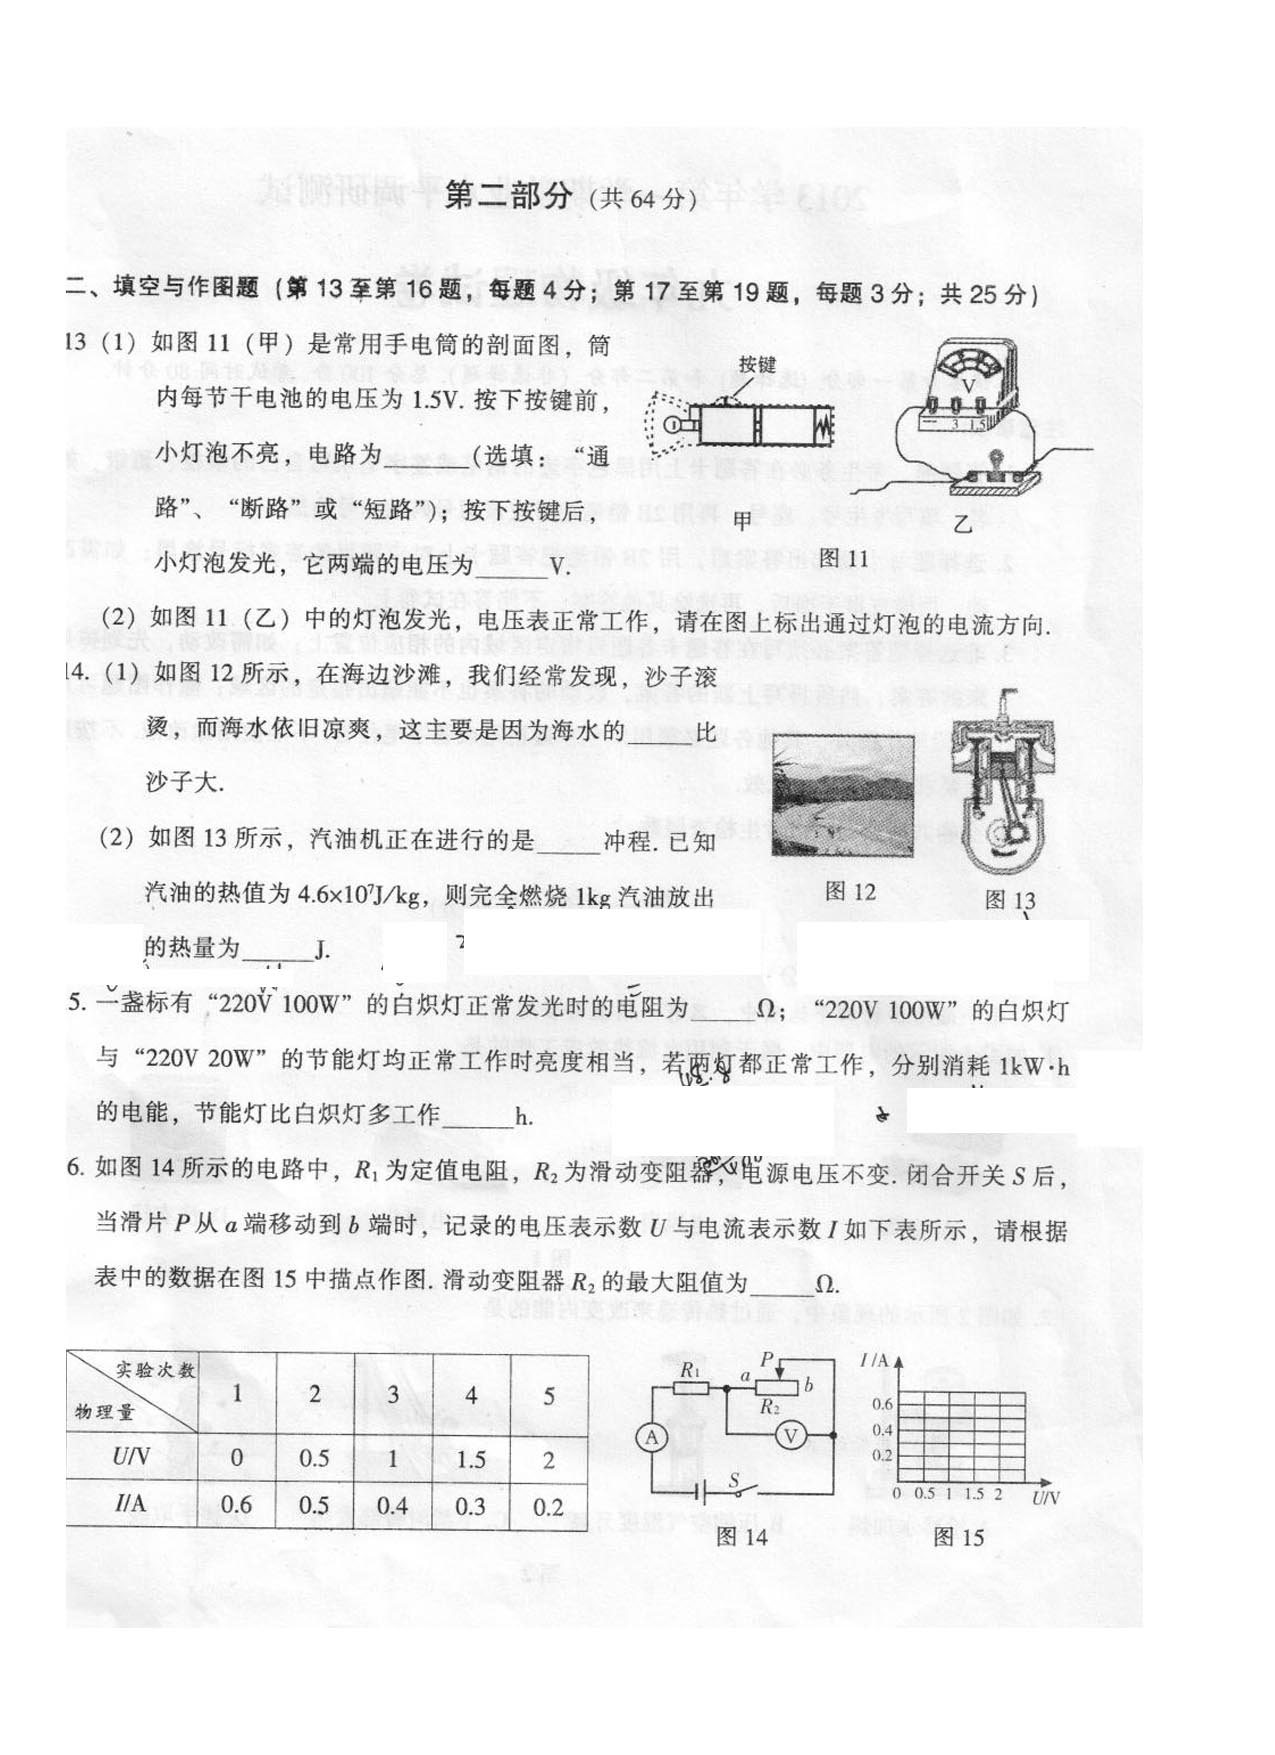 第二部分 (共 64 分)
二、填空与作图题 (第 13 至第 16 题，每题 4 分；第 17 至第 19 题，每题 3 分；共 25 分)
13 (1) 如图 11 (甲) 是常用手电筒的剖面图，筒
内每节干电池的电压为 1.5V. 按下按键前，
小灯泡不亮，电路为______(选填：“通
路”、“断路”或“短路”)；按下按键后，
小灯泡发光，它两端的电压为______V.
按键
甲
V
3 1.5
乙
图 11
(2) 如图 11 (乙) 中的灯泡发光，电压表正常工作，请在图上标出通过灯泡的电流方向.
14. (1) 如图 12 所示，在海边沙滩，我们经常发现，沙子滚
烫，而海水依旧凉爽，这主要是因为海水的______比
沙子大.
(2) 如图 13 所示，汽油机正在进行的是_____冲程. 已知
汽油的热值为 4.6×10⁷J/kg，则完全燃烧 1kg 汽油放出
的热量为______J.
图 12
图 13
5. 一盏标有“220V 100W”的白炽灯正常发光时的电阻为_____Ω；“220V 100W”的白炽灯
与“220V 20W”的节能灯均正常工作时亮度相当，若两灯都正常工作，分别消耗 1kW·h
的电能，节能灯比白炽灯多工作______h.
6. 如图 14 所示的电路中，R₁ 为定值电阻，R₂ 为滑动变阻器，电源电压不变. 闭合开关 S 后，
当滑片 P 从 a 端移动到 b 端时，记录的电压表示数 U 与电流表示数 I 如下表所示，请根据
表中的数据在图 15 中描点作图. 滑动变阻器 R₂ 的最大阻值为_____Ω.
实验次数 1 2 3 4 5
物理量
U/V 0 0.5 1 1.5 2
I/A 0.6 0.5 0.4 0.3 0.2
R₁ P a b R₂
A V
S
图 14
I/A
0.6
0.4
0.2
0 0.5 1 1.5 2 U/V
图 15